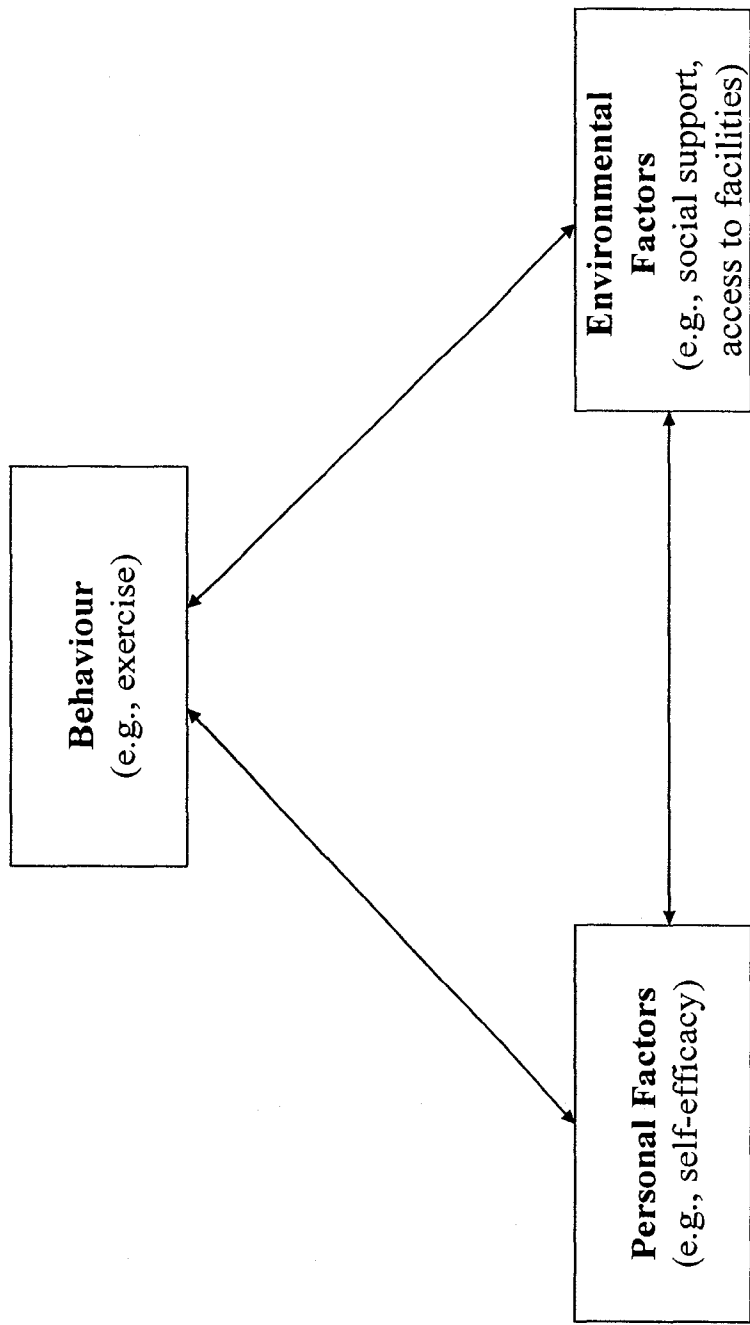 Behaviour
(e.g., exercise)
Personal Factors
(e.g., self-efficacy)
Environmental
Factors
(e.g., social support,
access to facilities)